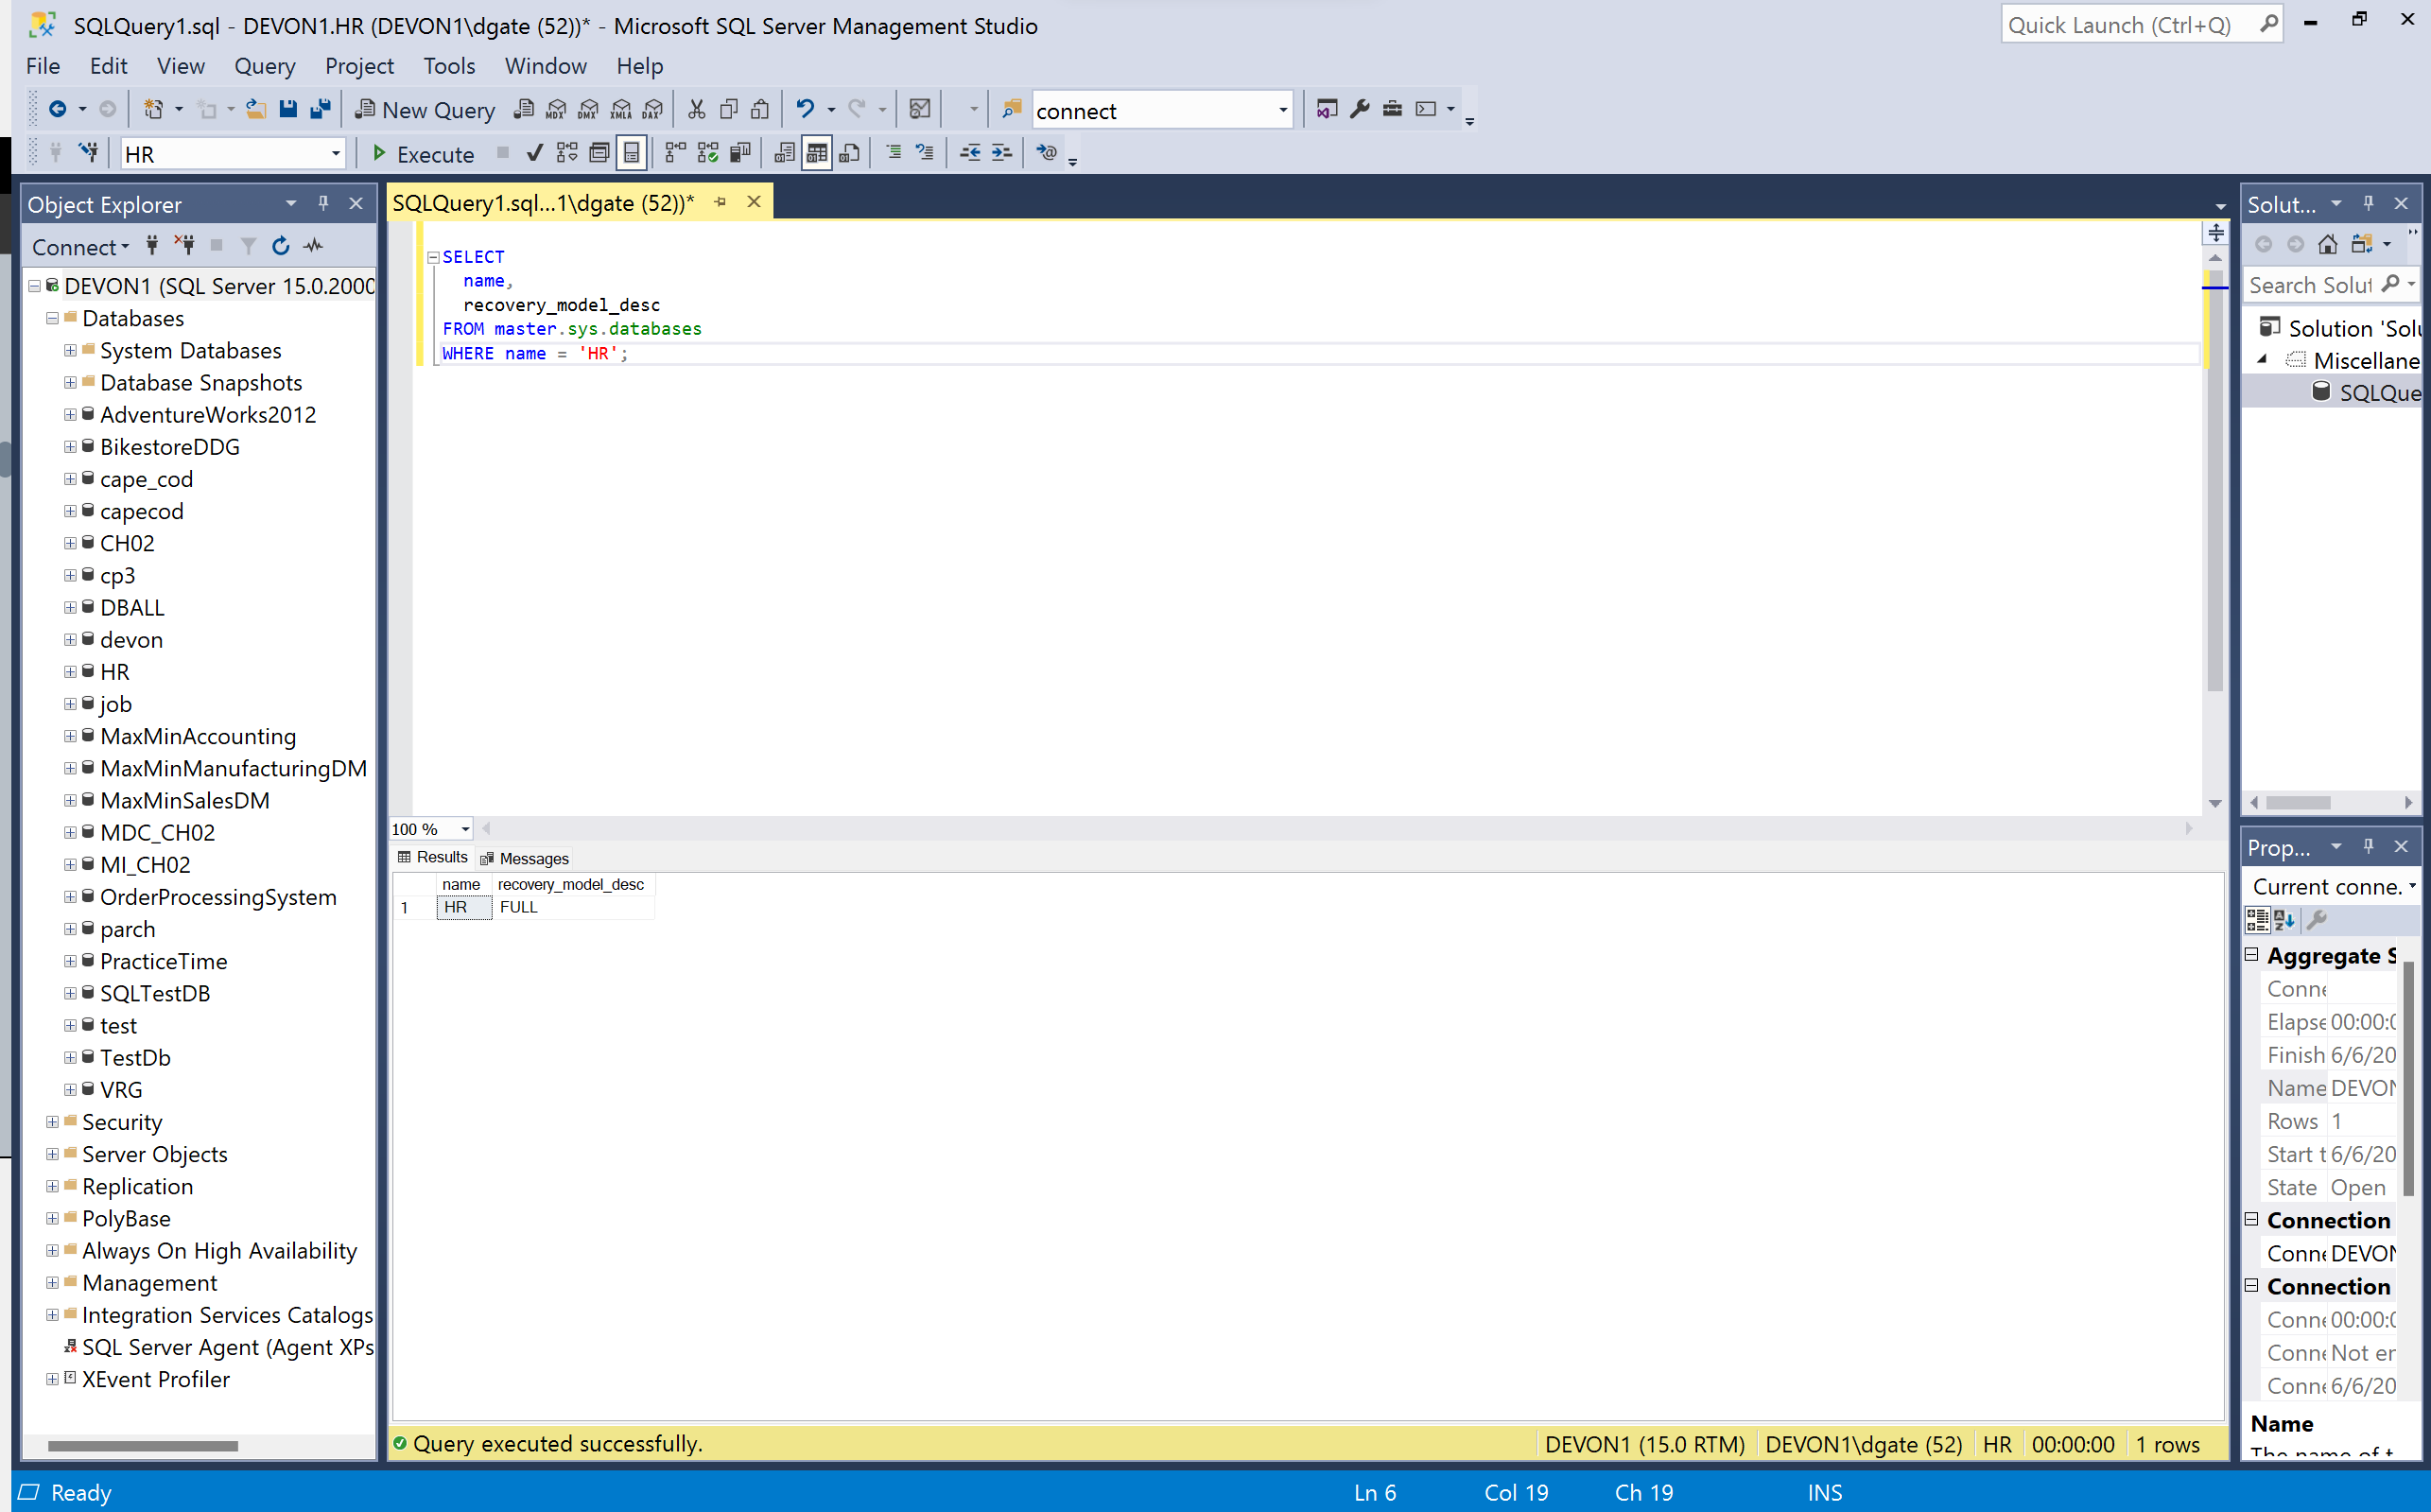 SQLQuery1.sql - DEVON1.HR (DEVON1\dgate (52))* - Microsoft SQL Server Management Studio
Quick Launch (Ctrl+Q)
File Edit View Query Project Tools Window Help
New Query MDX DMX XMLA DAX connect
HR Execute
Object Explorer
Connect
DEVON1 (SQL Server 15.0.2000
Databases
System Databases
Database Snapshots
AdventureWorks2012
BikestoreDDG
cape_cod
capecod
CH02
cp3
DBALL
devon
HR
job
MaxMinAccounting
MaxMinManufacturingDM
MaxMinSalesDM
MDC_CH02
MI_CH02
OrderProcessingSystem
parch
PracticeTime
SQLTestDB
test
TestDb
VRG
Security
Server Objects
Replication
PolyBase
Always On High Availability
Management
Integration Services Catalogs
SQL Server Agent (Agent XPs
XEvent Profiler
SQLQuery1.sql...1\dgate (52))*
SELECT
name,
recovery_model_desc
FROM master.sys.databases
WHERE name = 'HR';
100 %
Results Messages
name recovery_model_desc
1 HR FULL
Query executed successfully.
DEVON1 (15.0 RTM) DEVON1\dgate (52) HR 00:00:00 1 rows
Solut...
Search Solut
Solution 'Solu
Miscellane
SQLQue
Prop...
Current conne.
Aggregate S
Conne
Elapse 00:00:0
Finish 6/6/20
Name DEVON
Rows 1
Start t 6/6/20
State Open
Connection
Conne DEVON
Connection
Conne 00:00:0
Conne Not en
Conne 6/6/20
Name
Ready
Ln 6 Col 19 Ch 19 INS